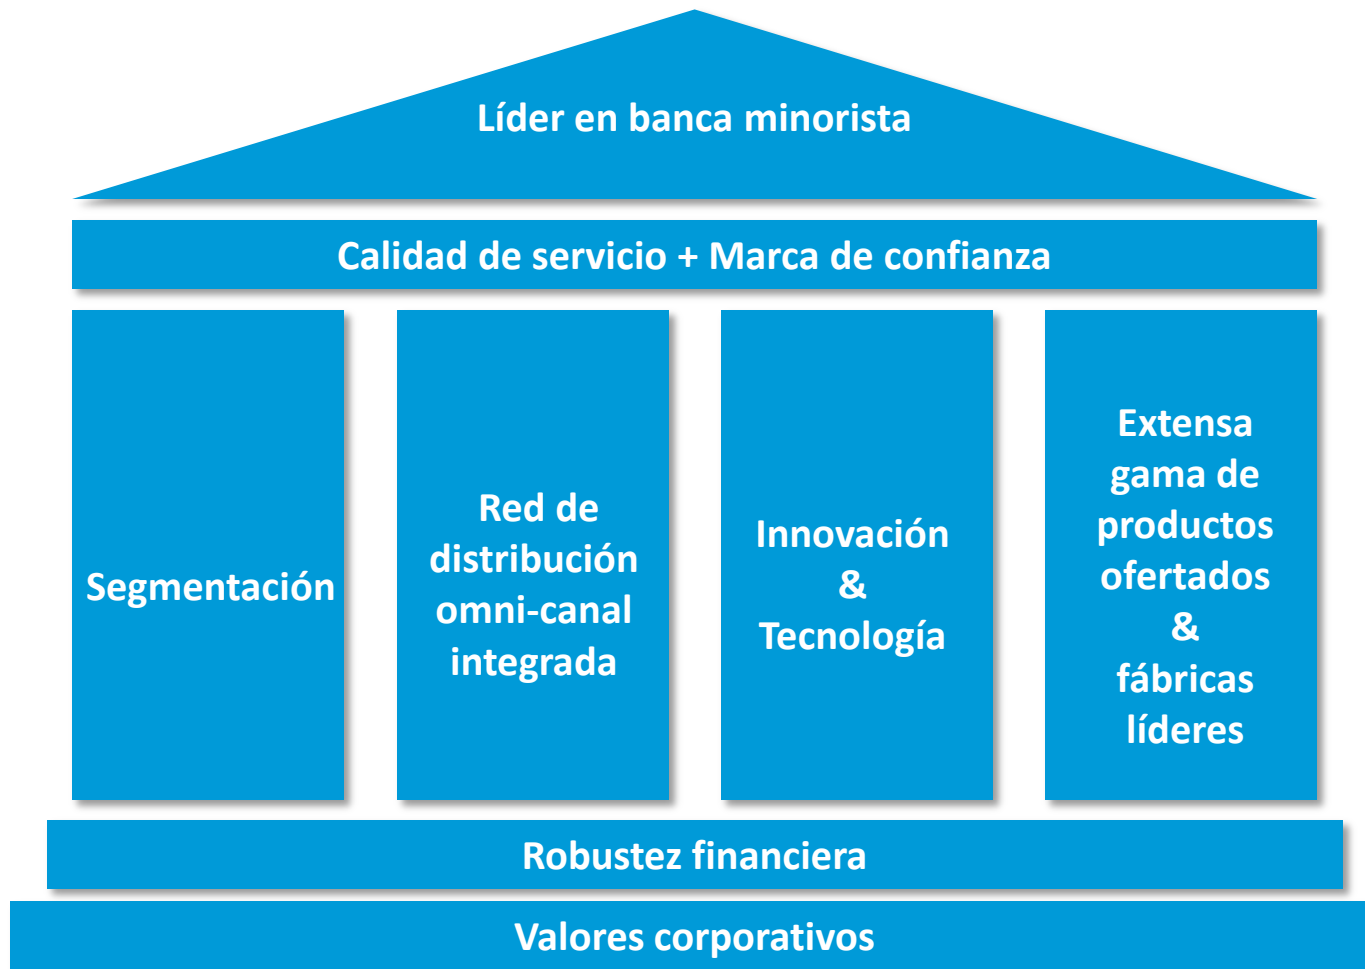 Líder en banca minorista
Calidad de servicio + Marca de confianza
Segmentación
Red de
distribución
omni-canal
integrada
Innovación
&
Tecnología
Extensa
gama de
productos
ofertados
&
fábricas
líderes
Robustez financiera
Valores corporativos